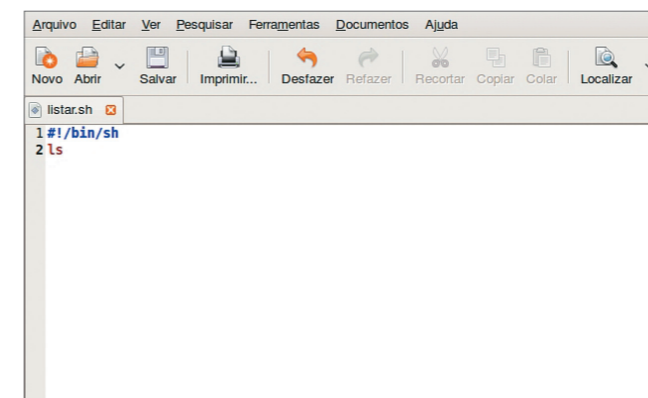 Arquivo Editar Ver Pesquisar Ferramentas Documentos Ajuda
Novo Abrir Salvar Imprimir... Desfazer Refazer Recortar Copiar Colar Localizar
listar.sh
1 #!/bin/sh
2 ls